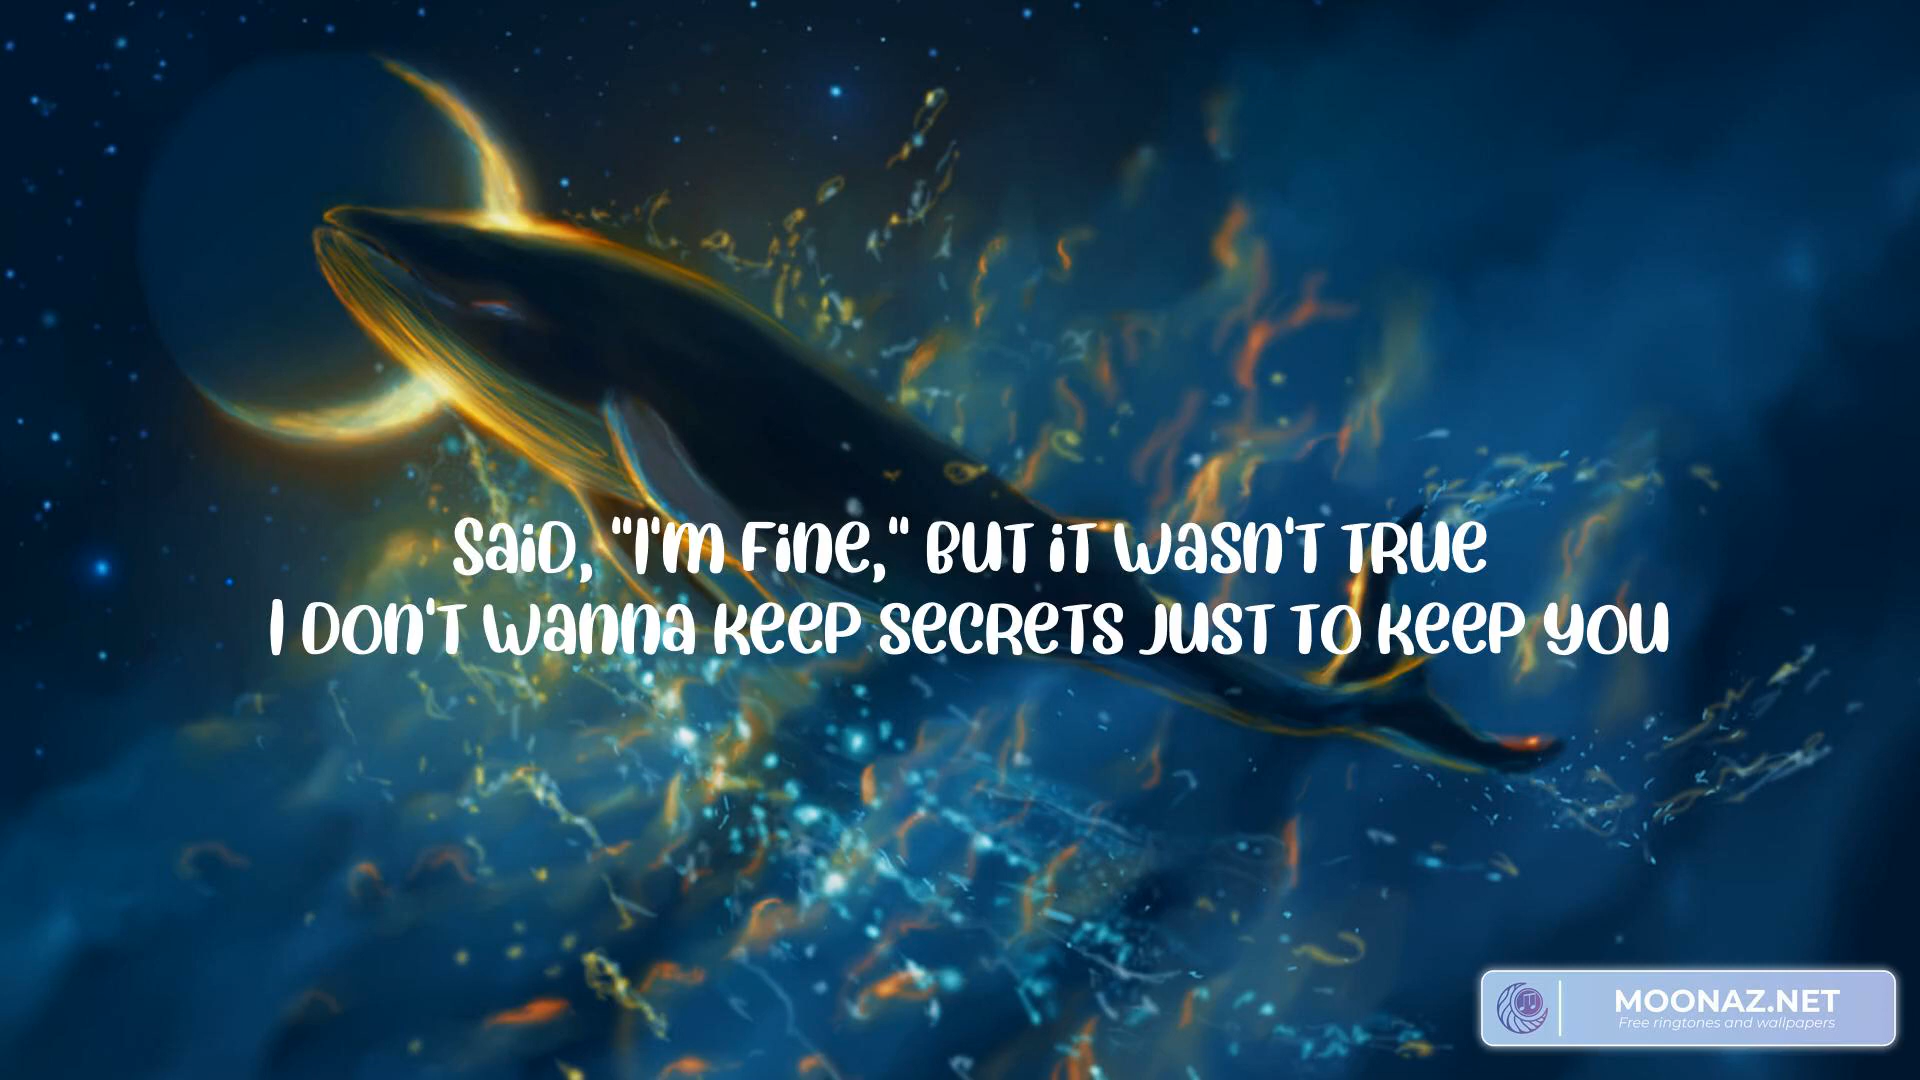 Said, "I'm fine," but it wasn't true
I don't wanna keep secrets just to keep you
MOONAZ.NET
Free ringtones and wallpapers